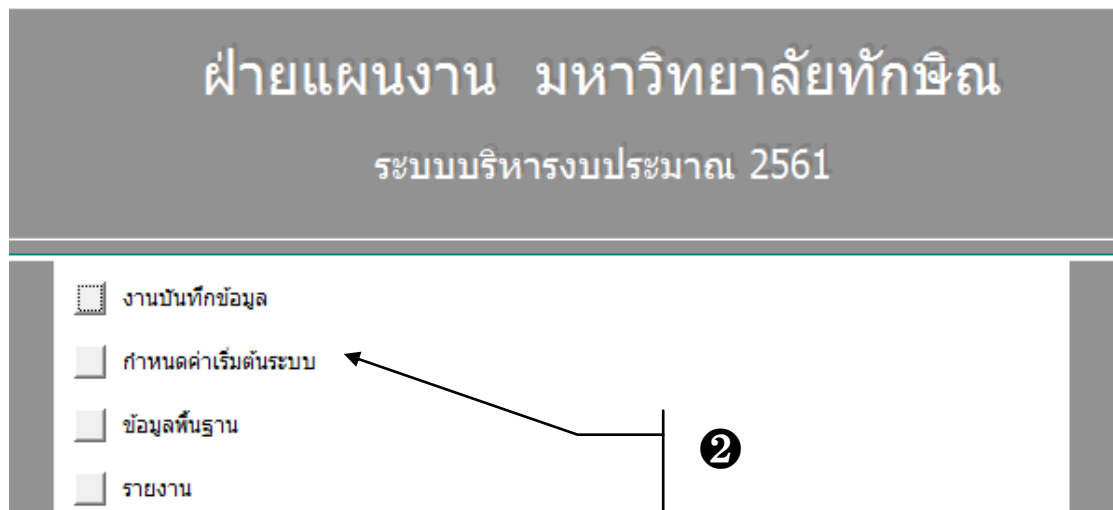 ฝ่ายแผนงาน มหาวิทยาลัยทักษิณ
ระบบบริหารงบประมาณ 2561
งานบันทึกข้อมูล
กำหนดค่าเริ่มต้นระบบ
ข้อมูลพื้นฐาน
❷
รายงาน